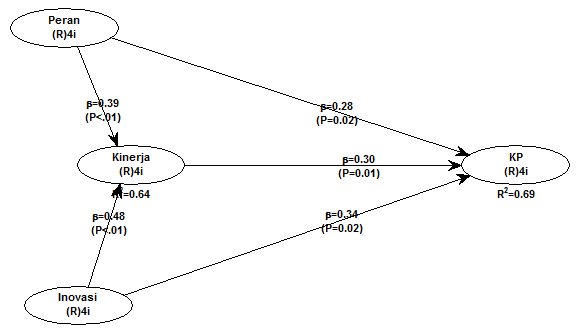 Peran
(R)4i
β=0.39
(P<.01)
β=0.28
(P=0.02)
Kinerja
(R)4i
β=0.30
(P=0.01)
KP
(R)4i
R²=0.64
R²=0.69
β=0.48
(P<.01)
β=0.34
(P=0.02)
Inovasi
(R)4i